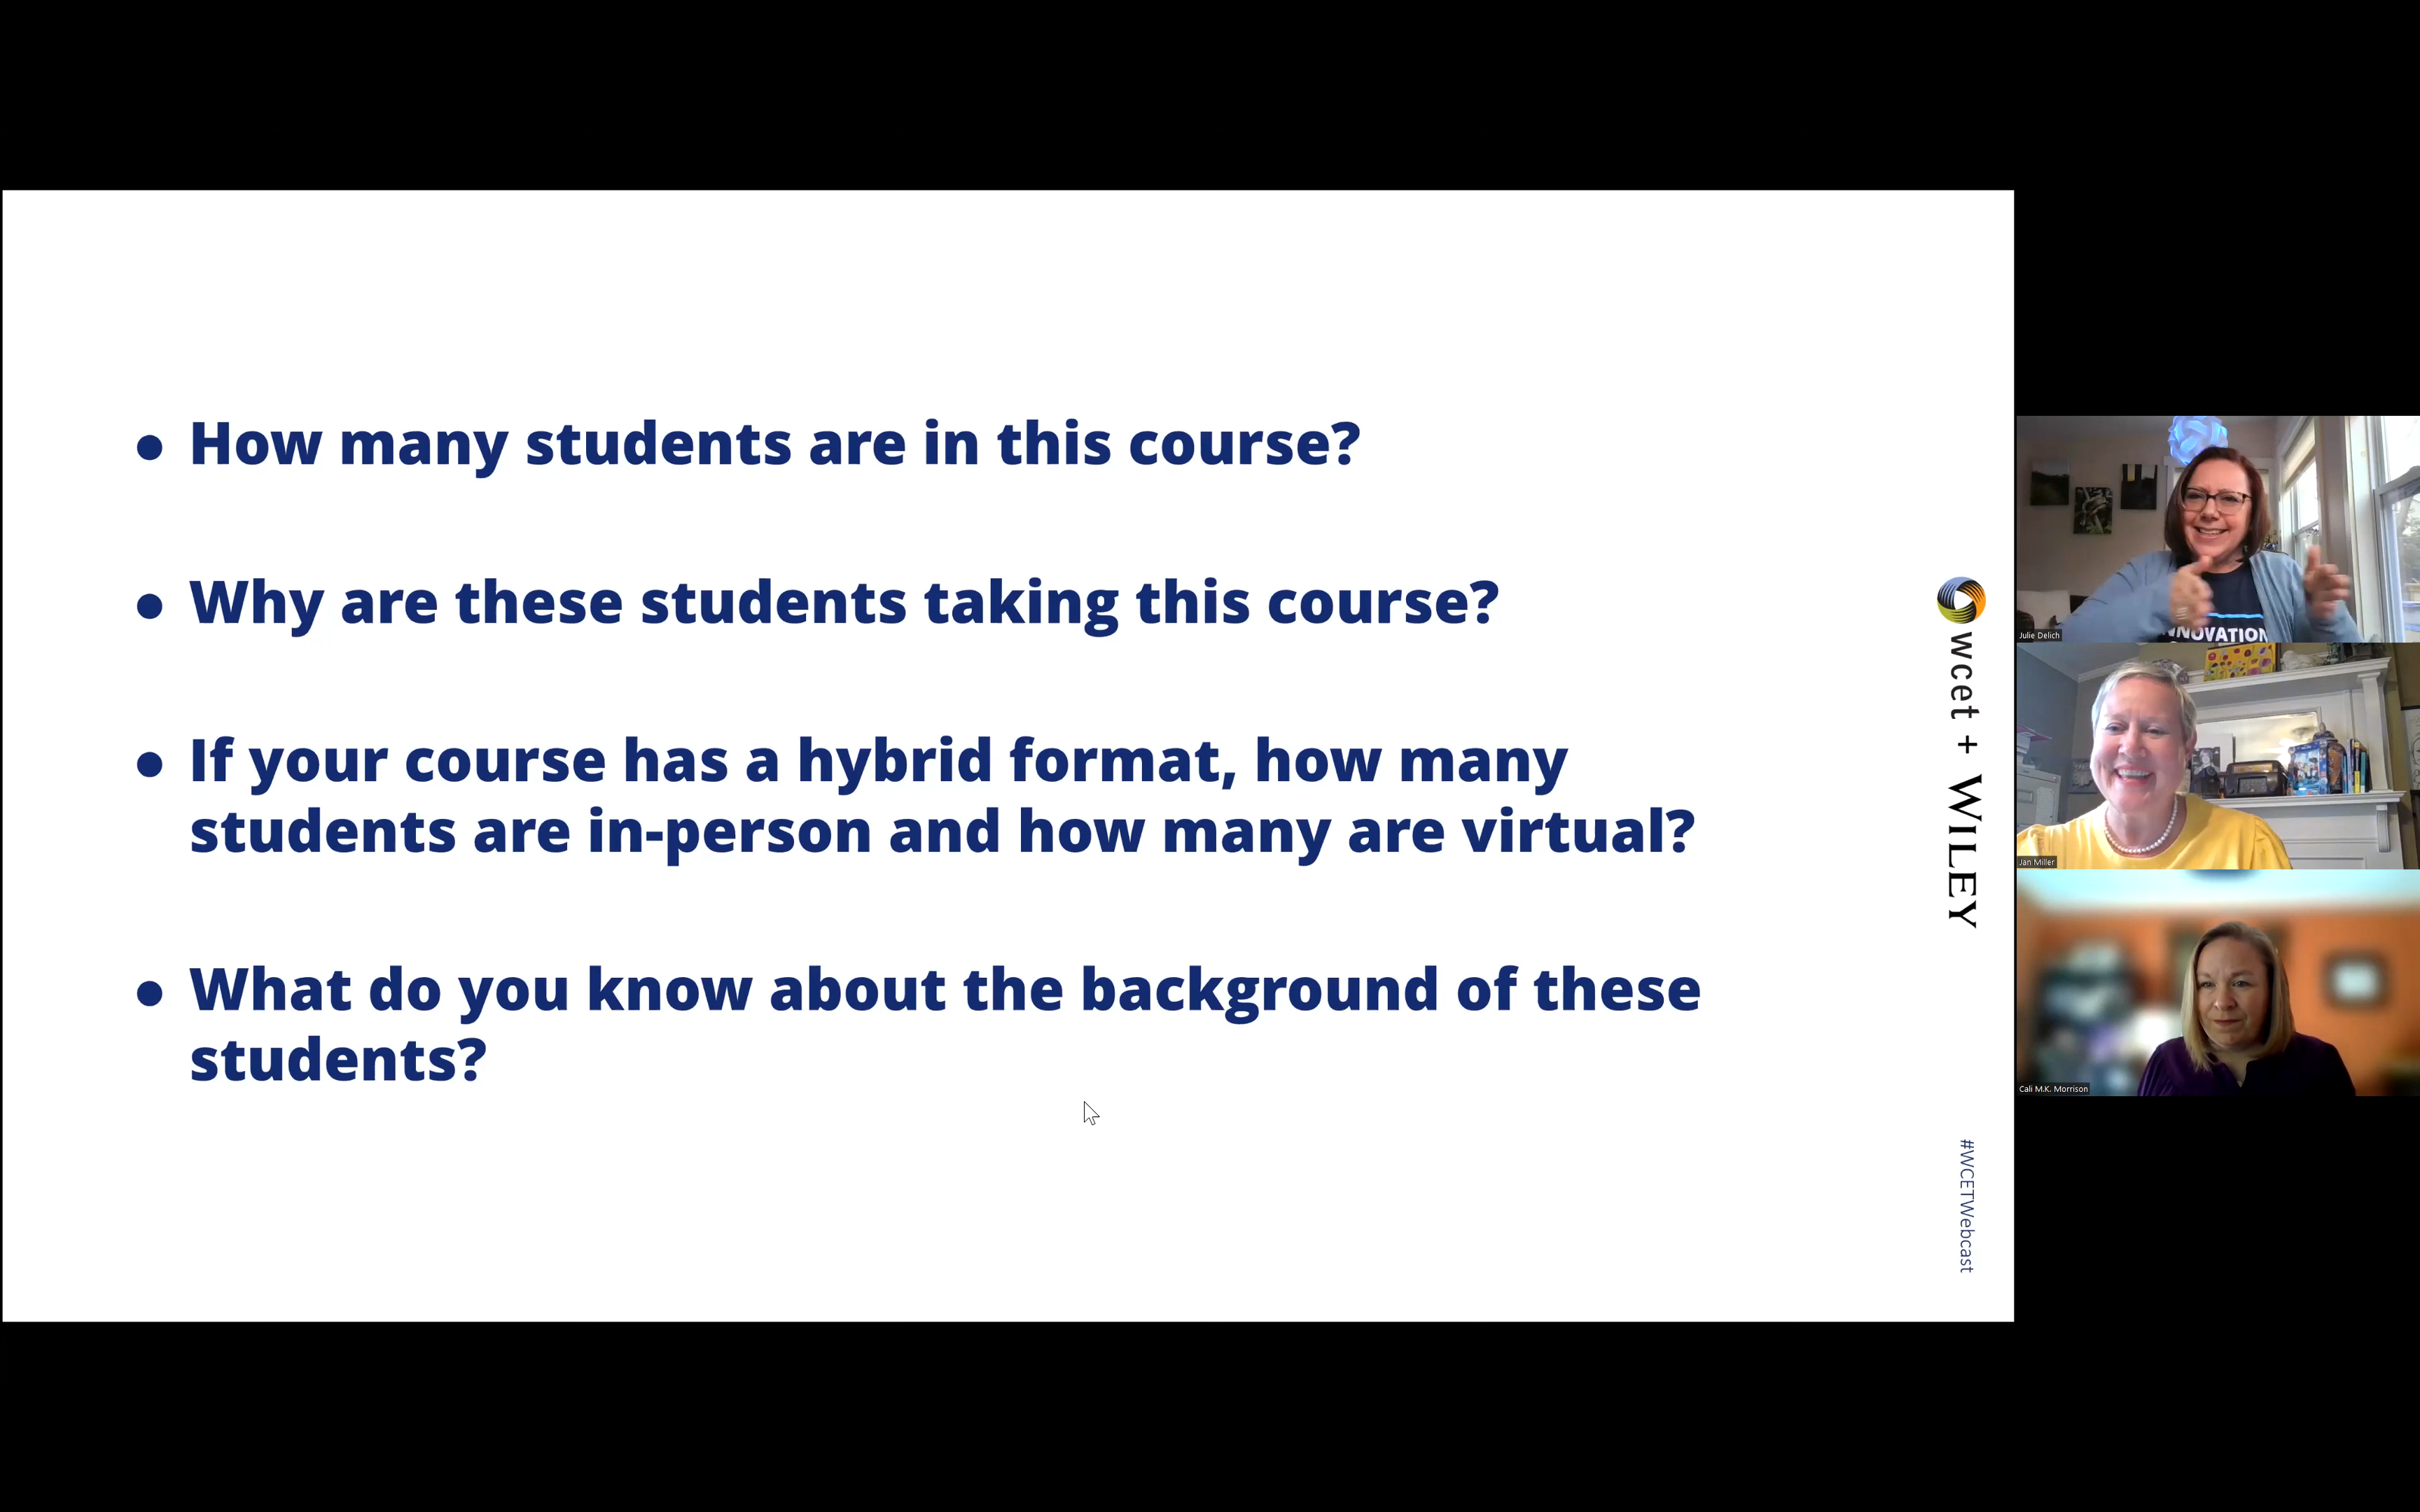 ● How many students are in this course?
● Why are these students taking this course?
● If your course has a hybrid format, how many
students are in-person and how many are virtual?
● What do you know about the background of these
students?
wcet + WILEY
#WCETWebcast
INNOVATION
Julie Delich
Jan Miller
Cali M.K. Morrison